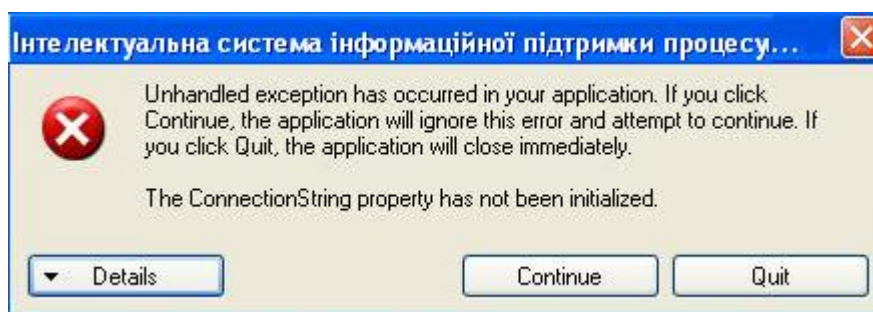 Інтелектуальна система інформаційної підтримки процесу...
Unhandled exception has occurred in your application. If you click
Continue, the application will ignore this error and attempt to continue. If
you click Quit, the application will close immediately.
The ConnectionString property has not been initialized.
Details
Continue
Quit